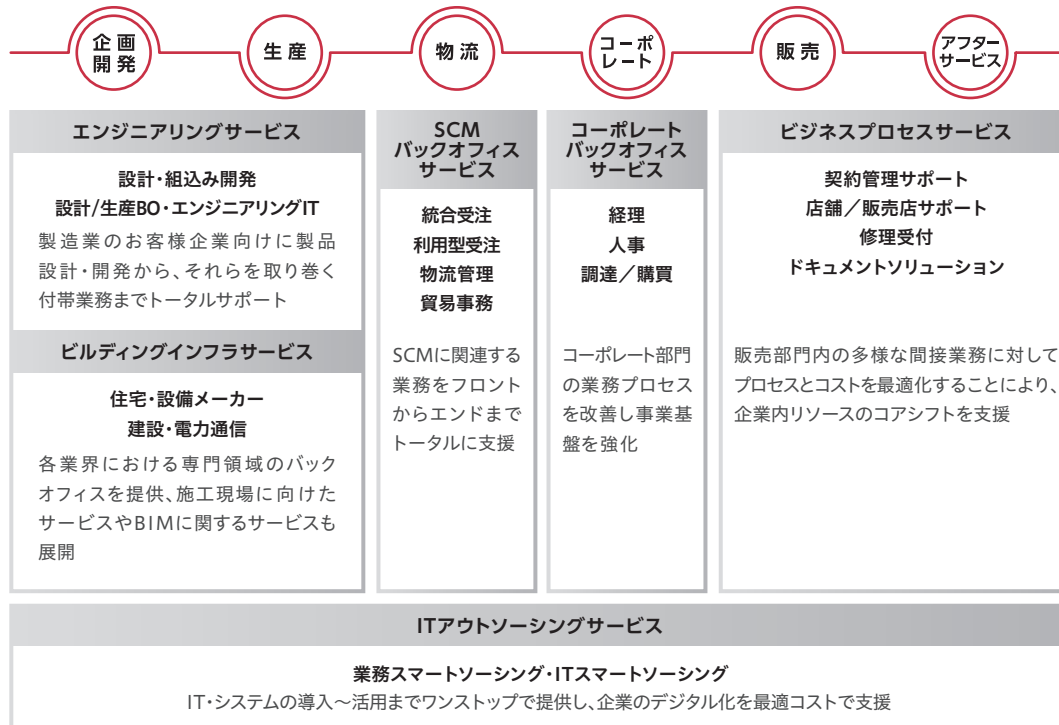 企画
開発
生産
物流
コーポ
レート
販売
アフター
サービス
エンジニアリングサービス
設計・組込み開発
設計/生産BO・エンジニアリングIT
製造業のお客様企業向けに製品
設計・開発から、それらを取り巻く
付帯業務までトータルサポート
ビルディングインフラサービス
住宅・設備メーカー
建設・電力通信
各業界における専門領域のバック
オフィスを提供、施工現場に向けた
サービスやBIMに関するサービスも
展開
SCM
バックオフィス
サービス
統合受注
利用型受注
物流管理
貿易事務
SCMに関連する
業務をフロント
からエンドまで
トータルに支援
コーポレート
バックオフィス
サービス
経理
人事
調達／購買
コーポレート部門
の業務プロセス
を改善し事業基
盤を強化
ビジネスプロセスサービス
契約管理サポート
店舗／販売店サポート
修理受付
ドキュメントソリューション
販売部門内の多様な間接業務に対して
プロセスとコストを最適化することにより、
企業内リソースのコアシフトを支援
ITアウトソーシングサービス
業務スマートソーシング・ITスマートソーシング
IT・システムの導入～活用までワンストップで提供し、企業のデジタル化を最適コストで支援